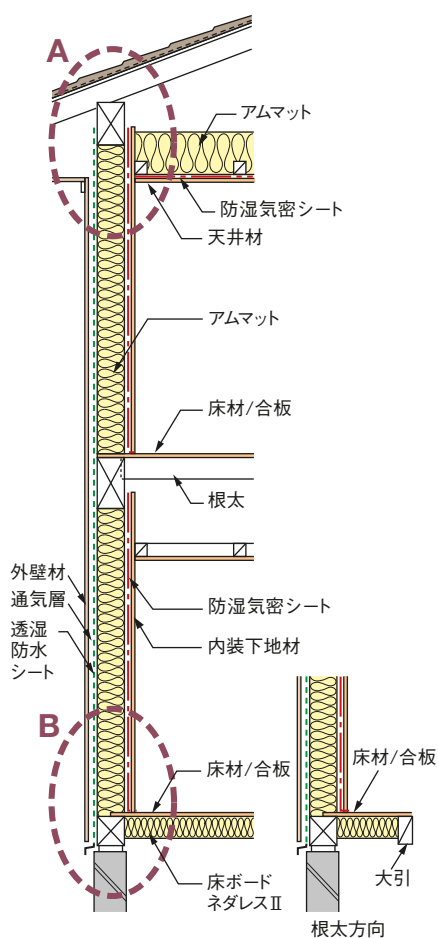 A
アムマット
防湿気密シート
天井材
アムマット
床材/合板
根太
外壁材
通気層
透湿
防水
シート
防湿気密シート
内装下地材
B
床材/合板
床ボード
ネダレスⅡ
床材/合板
大引
根太方向